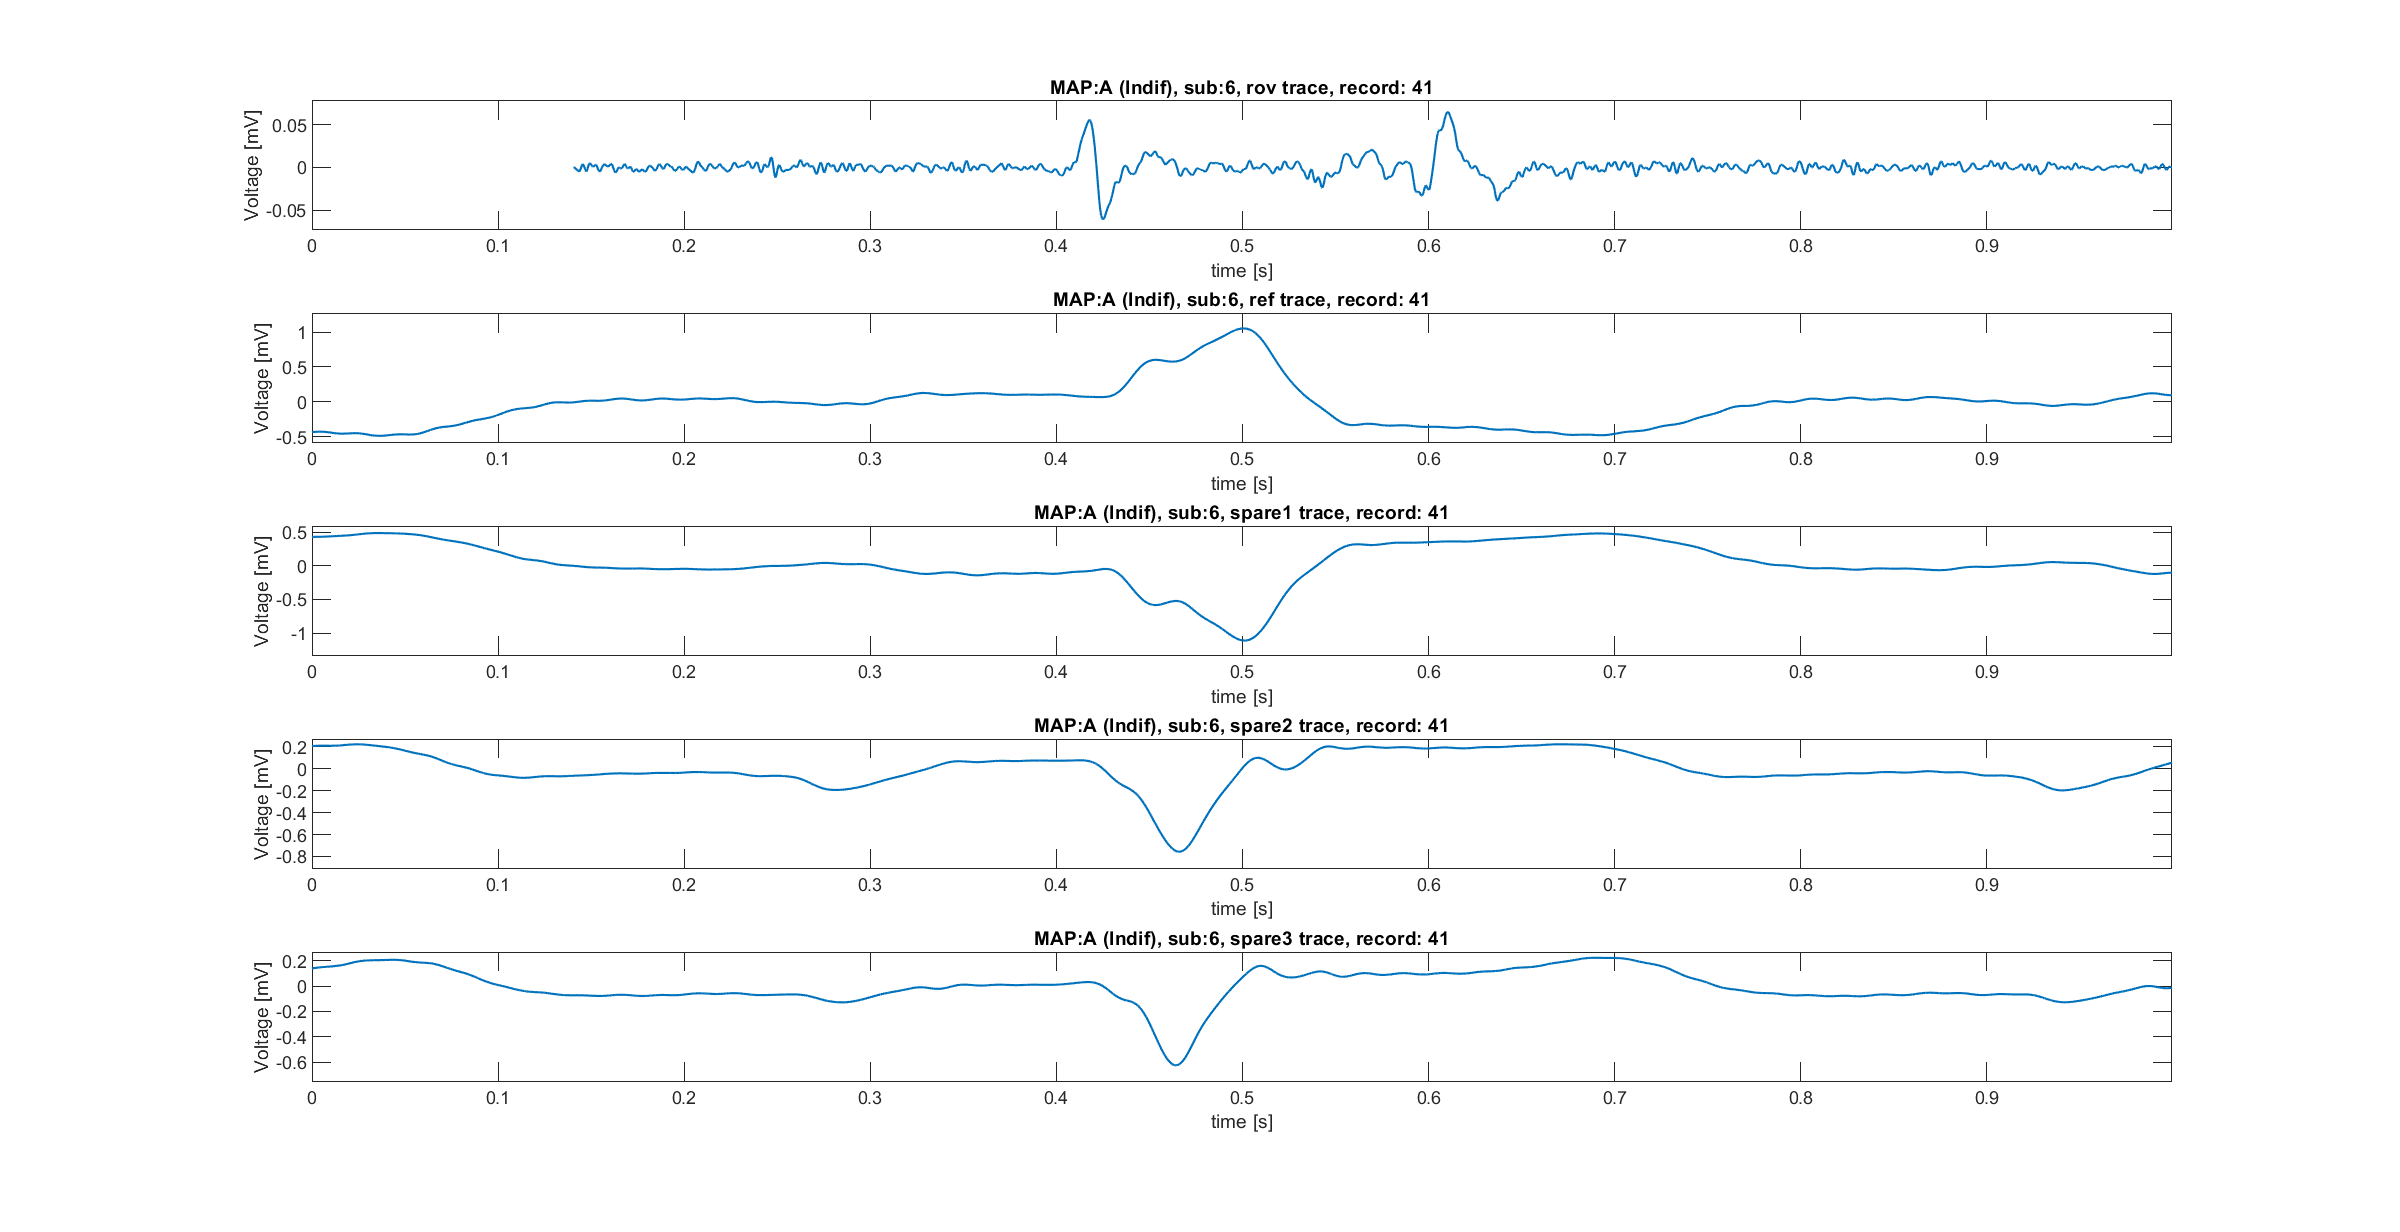 MAP:A (Indif), sub:6, rov trace, record: 41
Voltage [mV]
0.05
0
-0.05
0 0.1 0.2 0.3 0.4 0.5 0.6 0.7 0.8 0.9
time [s]
MAP:A (Indif), sub:6, ref trace, record: 41
Voltage [mV]
1
0.5
0
-0.5
0 0.1 0.2 0.3 0.4 0.5 0.6 0.7 0.8 0.9
time [s]
MAP:A (Indif), sub:6, spare1 trace, record: 41
Voltage [mV]
0.5
0
-0.5
-1
0 0.1 0.2 0.3 0.4 0.5 0.6 0.7 0.8 0.9
time [s]
MAP:A (Indif), sub:6, spare2 trace, record: 41
Voltage [mV]
0.2
0
-0.2
-0.4
-0.6
-0.8
0 0.1 0.2 0.3 0.4 0.5 0.6 0.7 0.8 0.9
time [s]
MAP:A (Indif), sub:6, spare3 trace, record: 41
Voltage [mV]
0.2
0
-0.2
-0.4
-0.6
0 0.1 0.2 0.3 0.4 0.5 0.6 0.7 0.8 0.9
time [s]